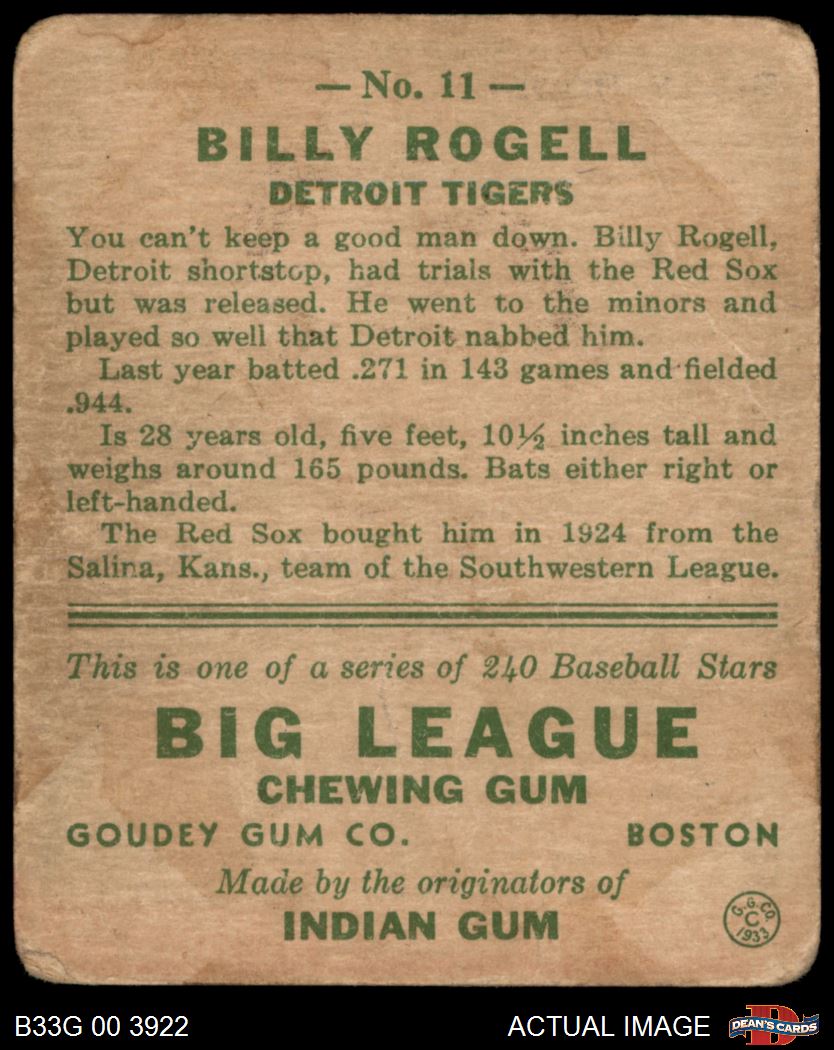 — No. 11 —
BILLY ROGELL
DETROIT TIGERS
You can't keep a good man down. Billy Rogell,
Detroit shortstop, had trials with the Red Sox
but was released. He went to the minors and
played so well that Detroit nabbed him.
Last year batted .271 in 143 games and fielded
.944.
Is 28 years old, five feet, 10½ inches tall and
weighs around 165 pounds. Bats either right or
left-handed.
The Red Sox bought him in 1924 from the
Salina, Kans., team of the Southwestern League.
This is one of a series of 240 Baseball Stars
BIG LEAGUE
CHEWING GUM
GOUDEY GUM CO. BOSTON
Made by the originators of
INDIAN GUM
G.G.CO.
C
1933
B33G 00 3922
ACTUAL IMAGE
D
DEAN'S CARDS